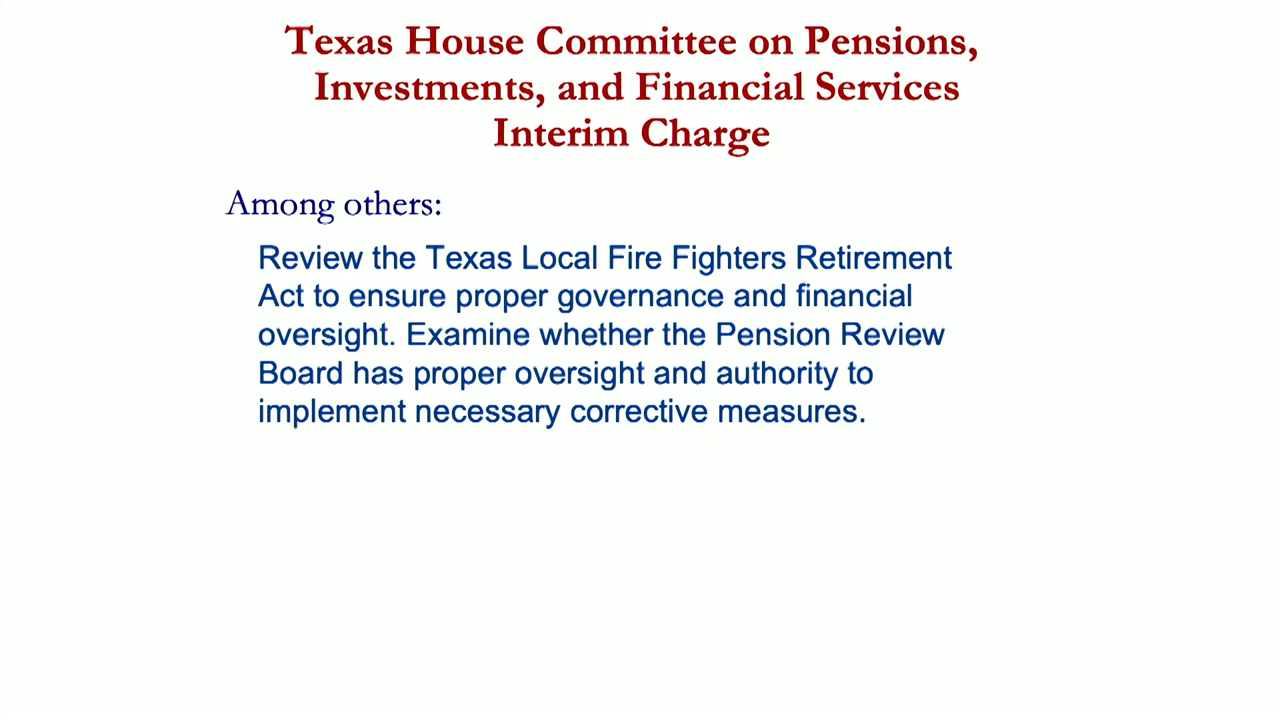 Texas House Committee on Pensions,
Investments, and Financial Services
Interim Charge
Among others:
Review the Texas Local Fire Fighters Retirement
Act to ensure proper governance and financial
oversight. Examine whether the Pension Review
Board has proper oversight and authority to
implement necessary corrective measures.